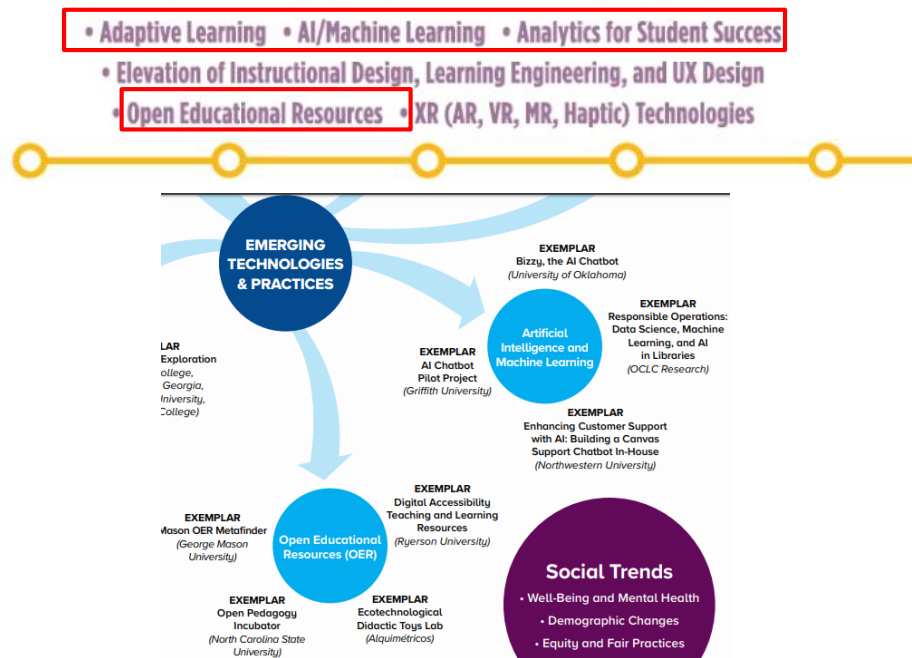 • Adaptive Learning • AI/Machine Learning • Analytics for Student Success
• Elevation of Instructional Design, Learning Engineering, and UX Design
• Open Educational Resources • XR (AR, VR, MR, Haptic) Technologies
EMERGING
TECHNOLOGIES
& PRACTICES
EXEMPLAR
Bizzy, the AI Chatbot
(University of Oklahoma)
EXEMPLAR
Responsible Operations:
Data Science, Machine
Learning, and AI
in Libraries
(OCLC Research)
Artificial
Intelligence and
Machine Learning
EXEMPLAR
AI Chatbot
Pilot Project
(Griffith University)
LAR
Exploration
ollege,
Georgia,
University,
College)
EXEMPLAR
Enhancing Customer Support
with AI: Building a Canvas
Support Chatbot In-House
(Northwestern University)
EXEMPLAR
Digital Accessibility
Teaching and Learning
Resources
(Ryerson University)
EXEMPLAR
Mason OER Metafinder
(George Mason
University)
Open Educational
Resources (OER)
EXEMPLAR
Open Pedagogy
Incubator
(North Carolina State
University)
EXEMPLAR
Ecotechnological
Didactic Toys Lab
(Alquimétricos)
Social Trends
• Well-Being and Mental Health
• Demographic Changes
• Equity and Fair Practices